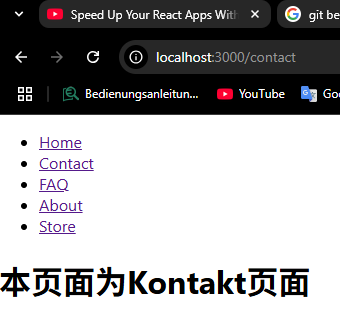 Speed Up Your React Apps With
git be
localhost:3000/contact
Bedienungsanleitun...
YouTube
Goo
Home
Contact
FAQ
About
Store
本页面为Kontakt页面